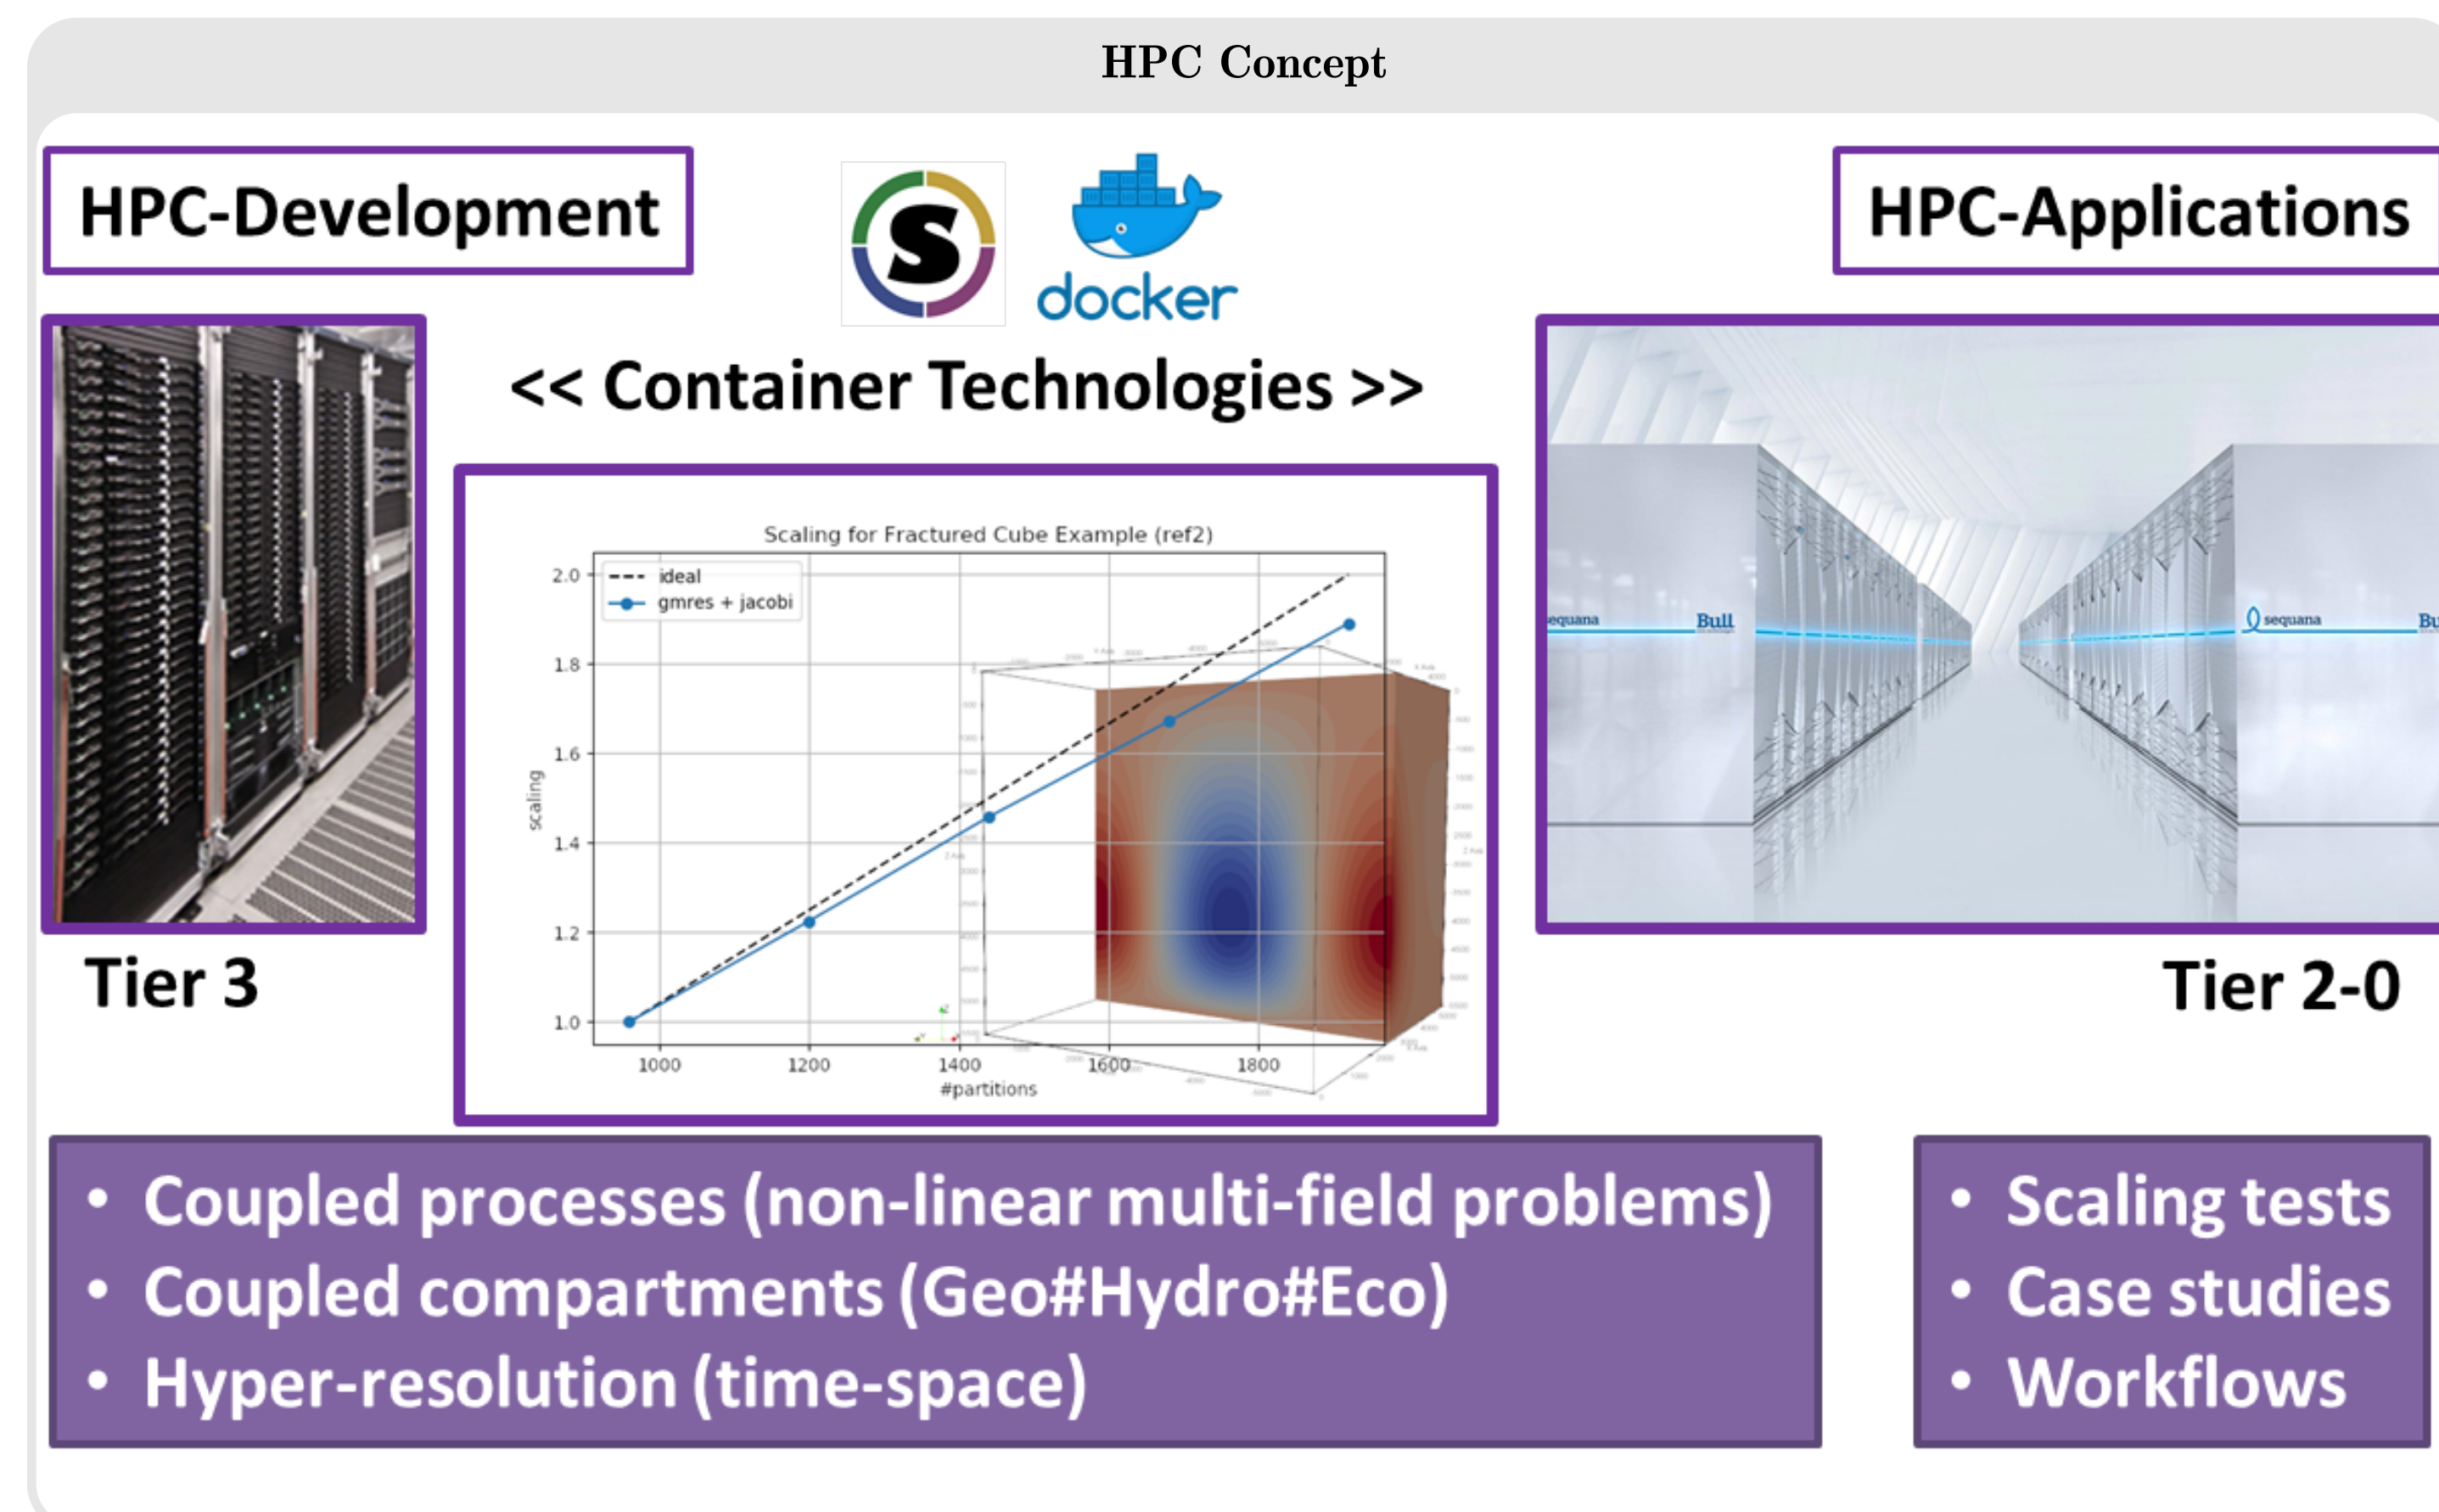 HPC Concept
HPC-Development
S
docker
HPC-Applications
<< Container Technologies >>
Scaling for Fractured Cube Example (ref2)
ideal
gmres + jacobi
2.0
1.8
1.6
1.4
1.2
1.0
scaling
1000
1200
1400
1600
1800
#partitions
sequana
Bull
sequana
Bu
Tier 3
Tier 2-0
• Coupled processes (non-linear multi-field problems)
• Coupled compartments (Geo#Hydro#Eco)
• Hyper-resolution (time-space)
• Scaling tests
• Case studies
• Workflows